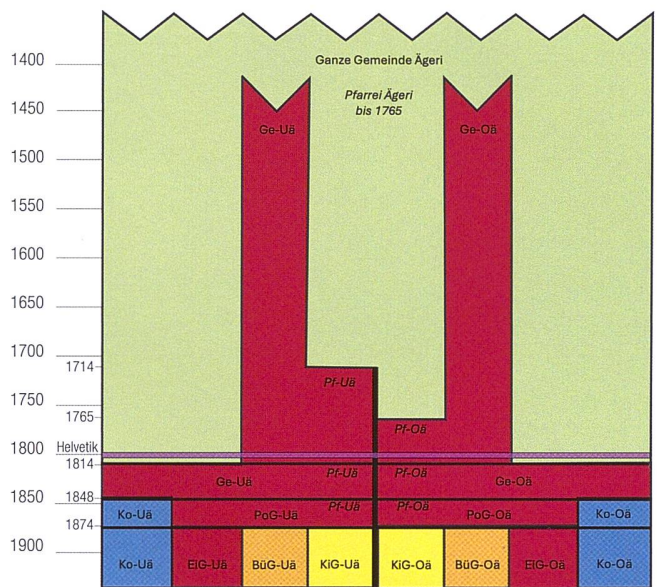 1400
Ganze Gemeinde Ägeri
Pfarrei Ägeri
bis 1765
1450
Ge-Uä
Ge-Oä
1500
1550
1600
1650
1700
1714
Pf-Uä
1750
1765
Pf-Oä
1800
Helvetik
1814
Pf-Uä
Pf-Oä
Ge-Uä
Ge-Oä
1850
1848
Pf-Uä
Pf-Oä
Ko-Uä
PoG-Uä
PoG-Oä
Ko-Oä
1874
1900
Ko-Uä
EIG-Uä
BüG-Uä
KiG-Uä
KiG-Oä
BüG-Oä
EIG-Oä
Ko-Oä